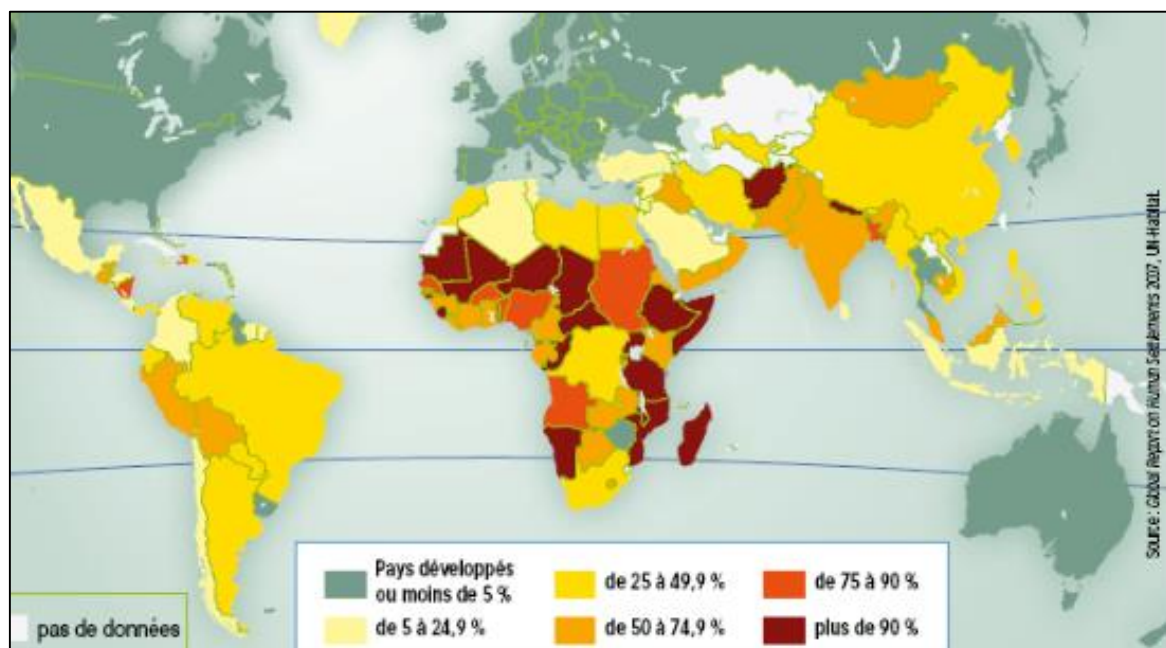 Source : Global Report on Human Settlements 2007, UN-Habitat.
Pays développés
ou moins de 5 %
de 5 à 24,9 %
de 25 à 49,9 %
de 50 à 74,9 %
de 75 à 90 %
plus de 90 %
pas de données